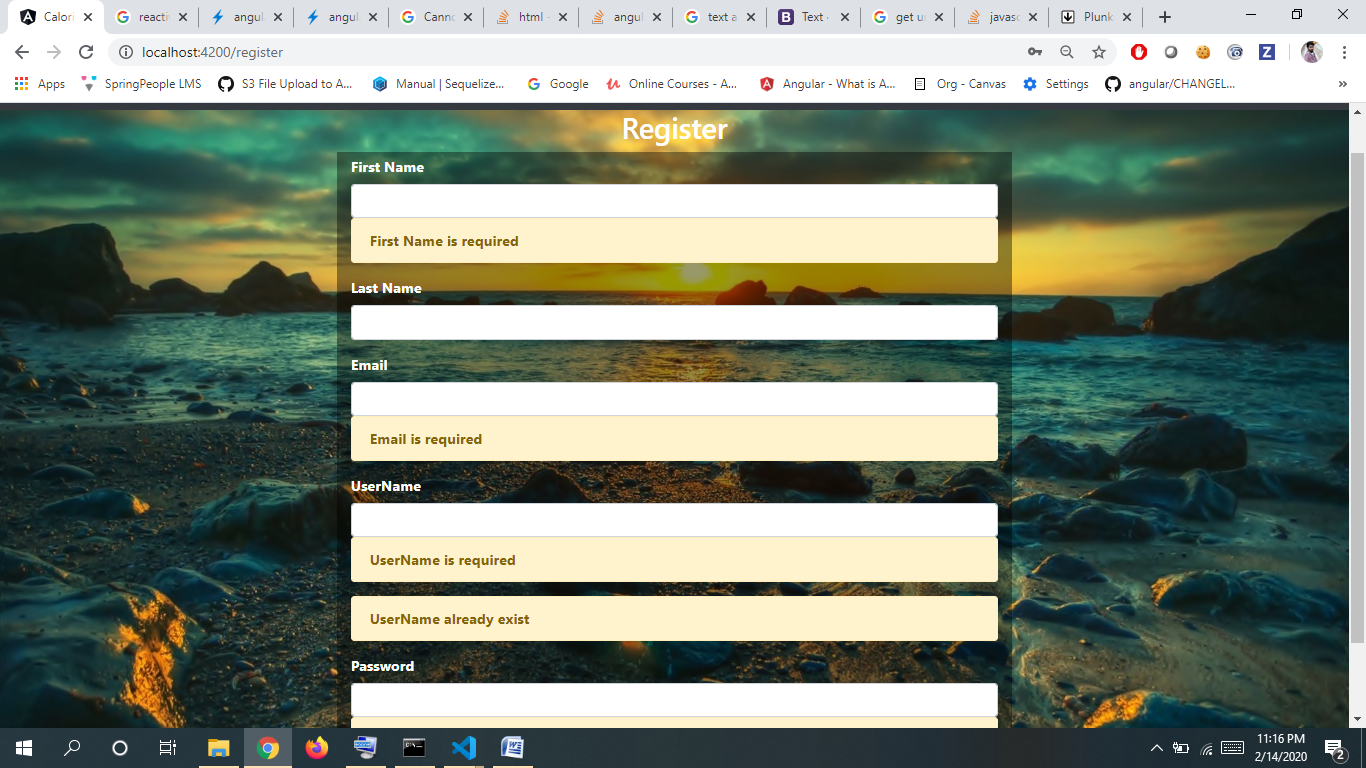 Calori
reacti
angul
angul
Canno
html -
angul
text a
Text ·
get ur
javasc
Plunk
localhost:4200/register
Apps
SpringPeople LMS
S3 File Upload to A...
Manual | Sequelize...
Google
Online Courses - A...
Angular - What is A...
Org - Canvas
Settings
angular/CHANGEL...
»
Register
First Name
First Name is required
Last Name
Email
Email is required
UserName
UserName is required
UserName already exist
Password
11:16 PM
2/14/2020
2